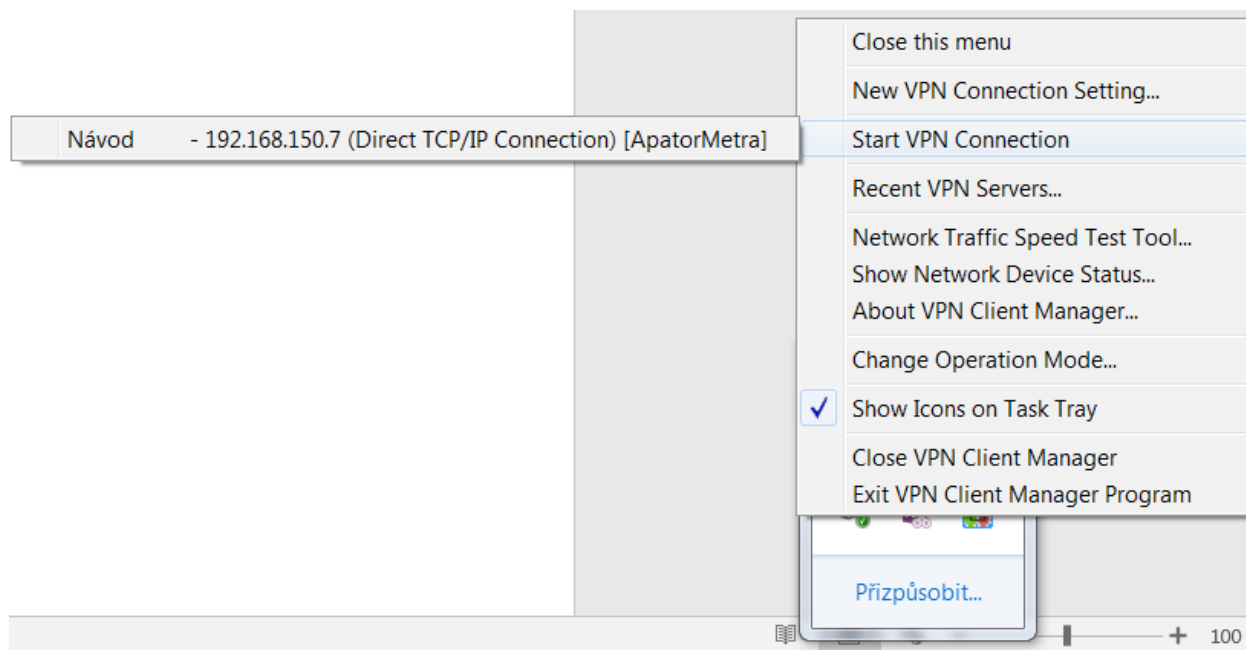 Close this menu
New VPN Connection Setting...
Návod - 192.168.150.7 (Direct TCP/IP Connection) [ApatorMetra]
Start VPN Connection
Recent VPN Servers...
Network Traffic Speed Test Tool...
Show Network Device Status...
About VPN Client Manager...
Change Operation Mode...
Show Icons on Task Tray
Close VPN Client Manager
Exit VPN Client Manager Program
Přizpůsobit...
100